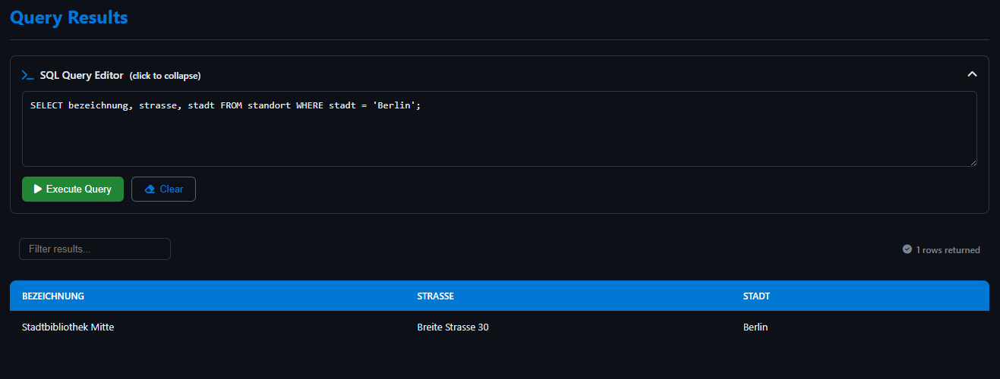 Query Results
SQL Query Editor (click to collapse)
SELECT bezeichnung, strasse, stadt FROM standort WHERE stadt = 'Berlin';
Execute Query Clear
Filter results... 1 rows returned
BEZEICHNUNG STRASSE STADT
Stadtbibliothek Mitte Breite Strasse 30 Berlin